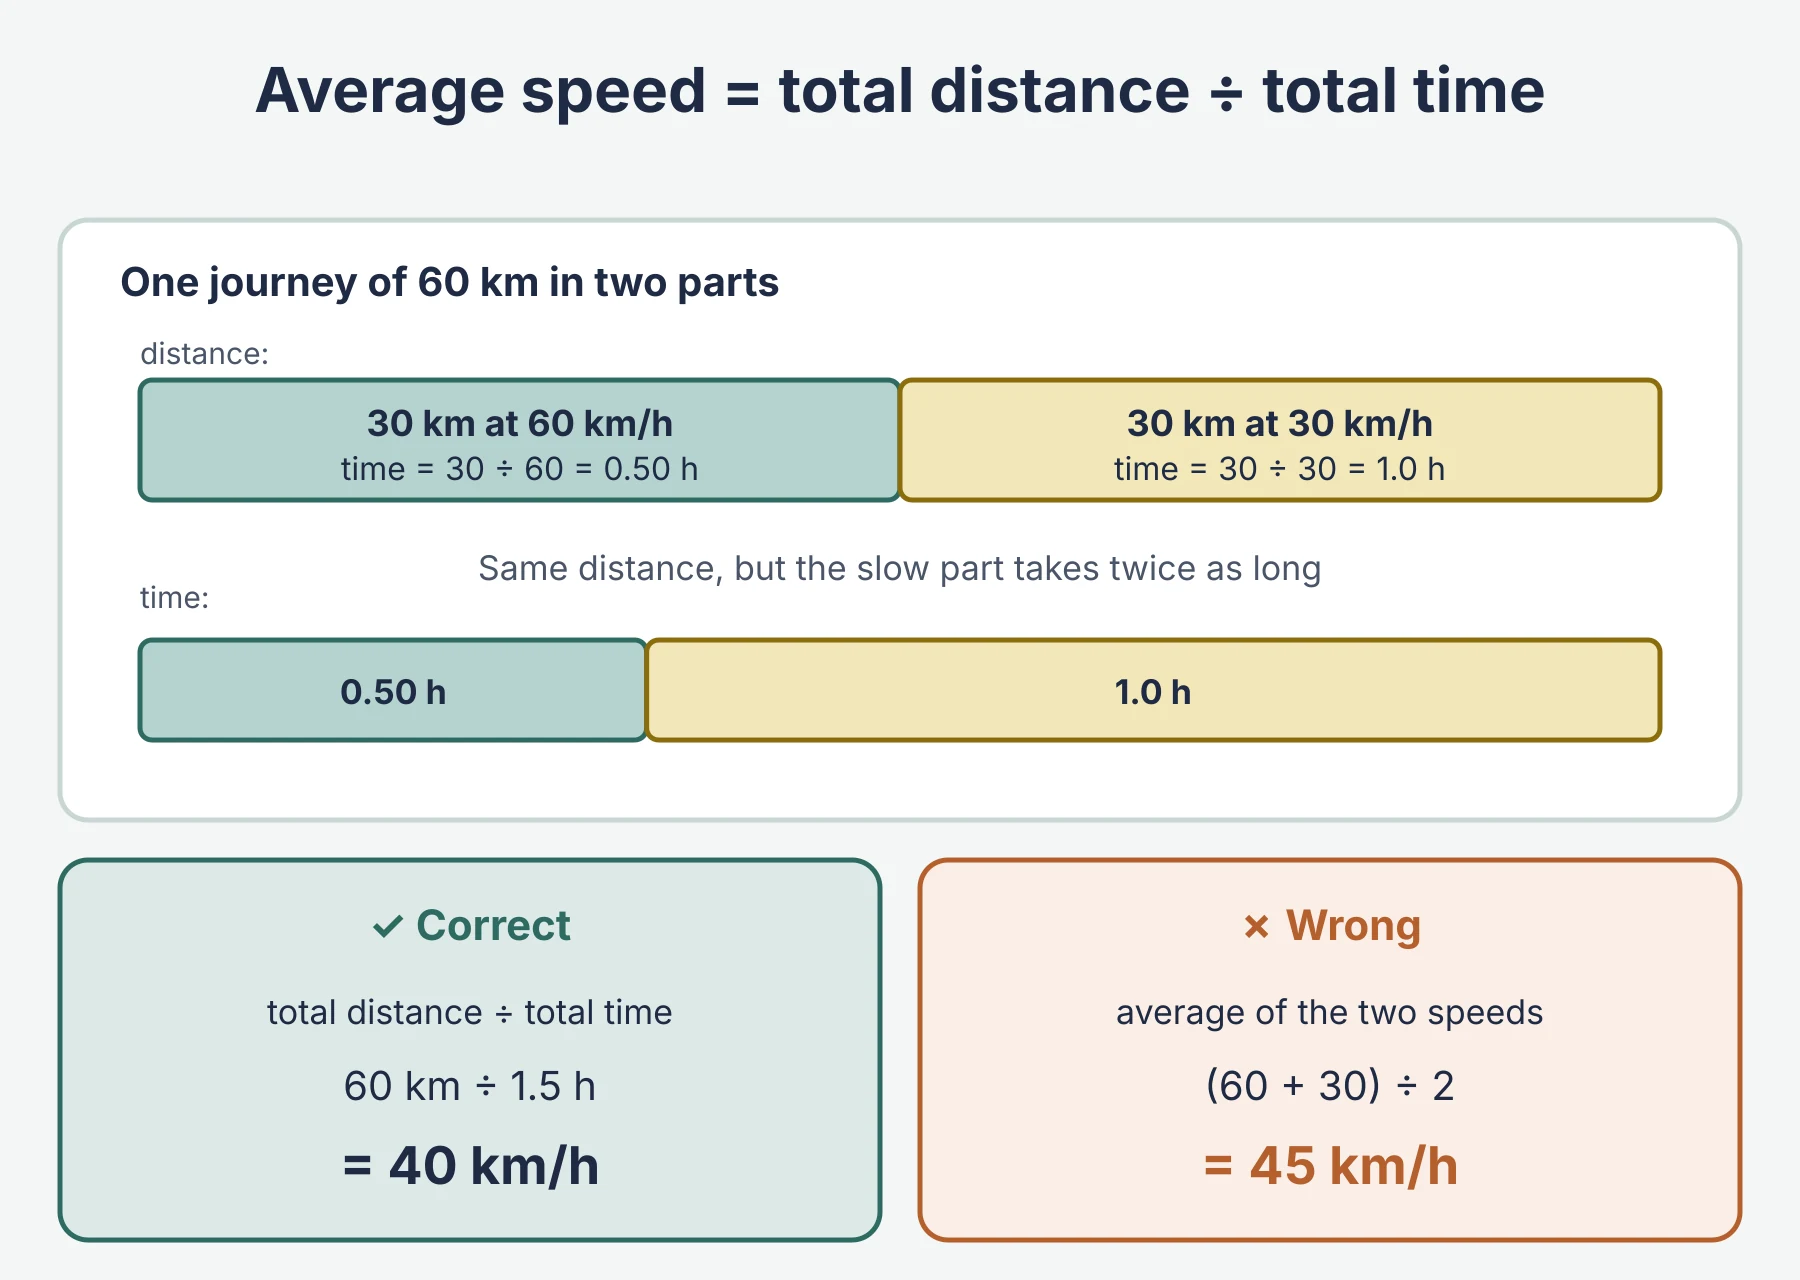 Average speed = total distance ÷ total time
One journey of 60 km in two parts
distance:
30 km at 60 km/h
time = 30 ÷ 60 = 0.50 h
30 km at 30 km/h
time = 30 ÷ 30 = 1.0 h
Same distance, but the slow part takes twice as long
time:
0.50 h
1.0 h
✓ Correct
total distance ÷ total time
60 km ÷ 1.5 h
= 40 km/h
× Wrong
average of the two speeds
(60 + 30) ÷ 2
= 45 km/h